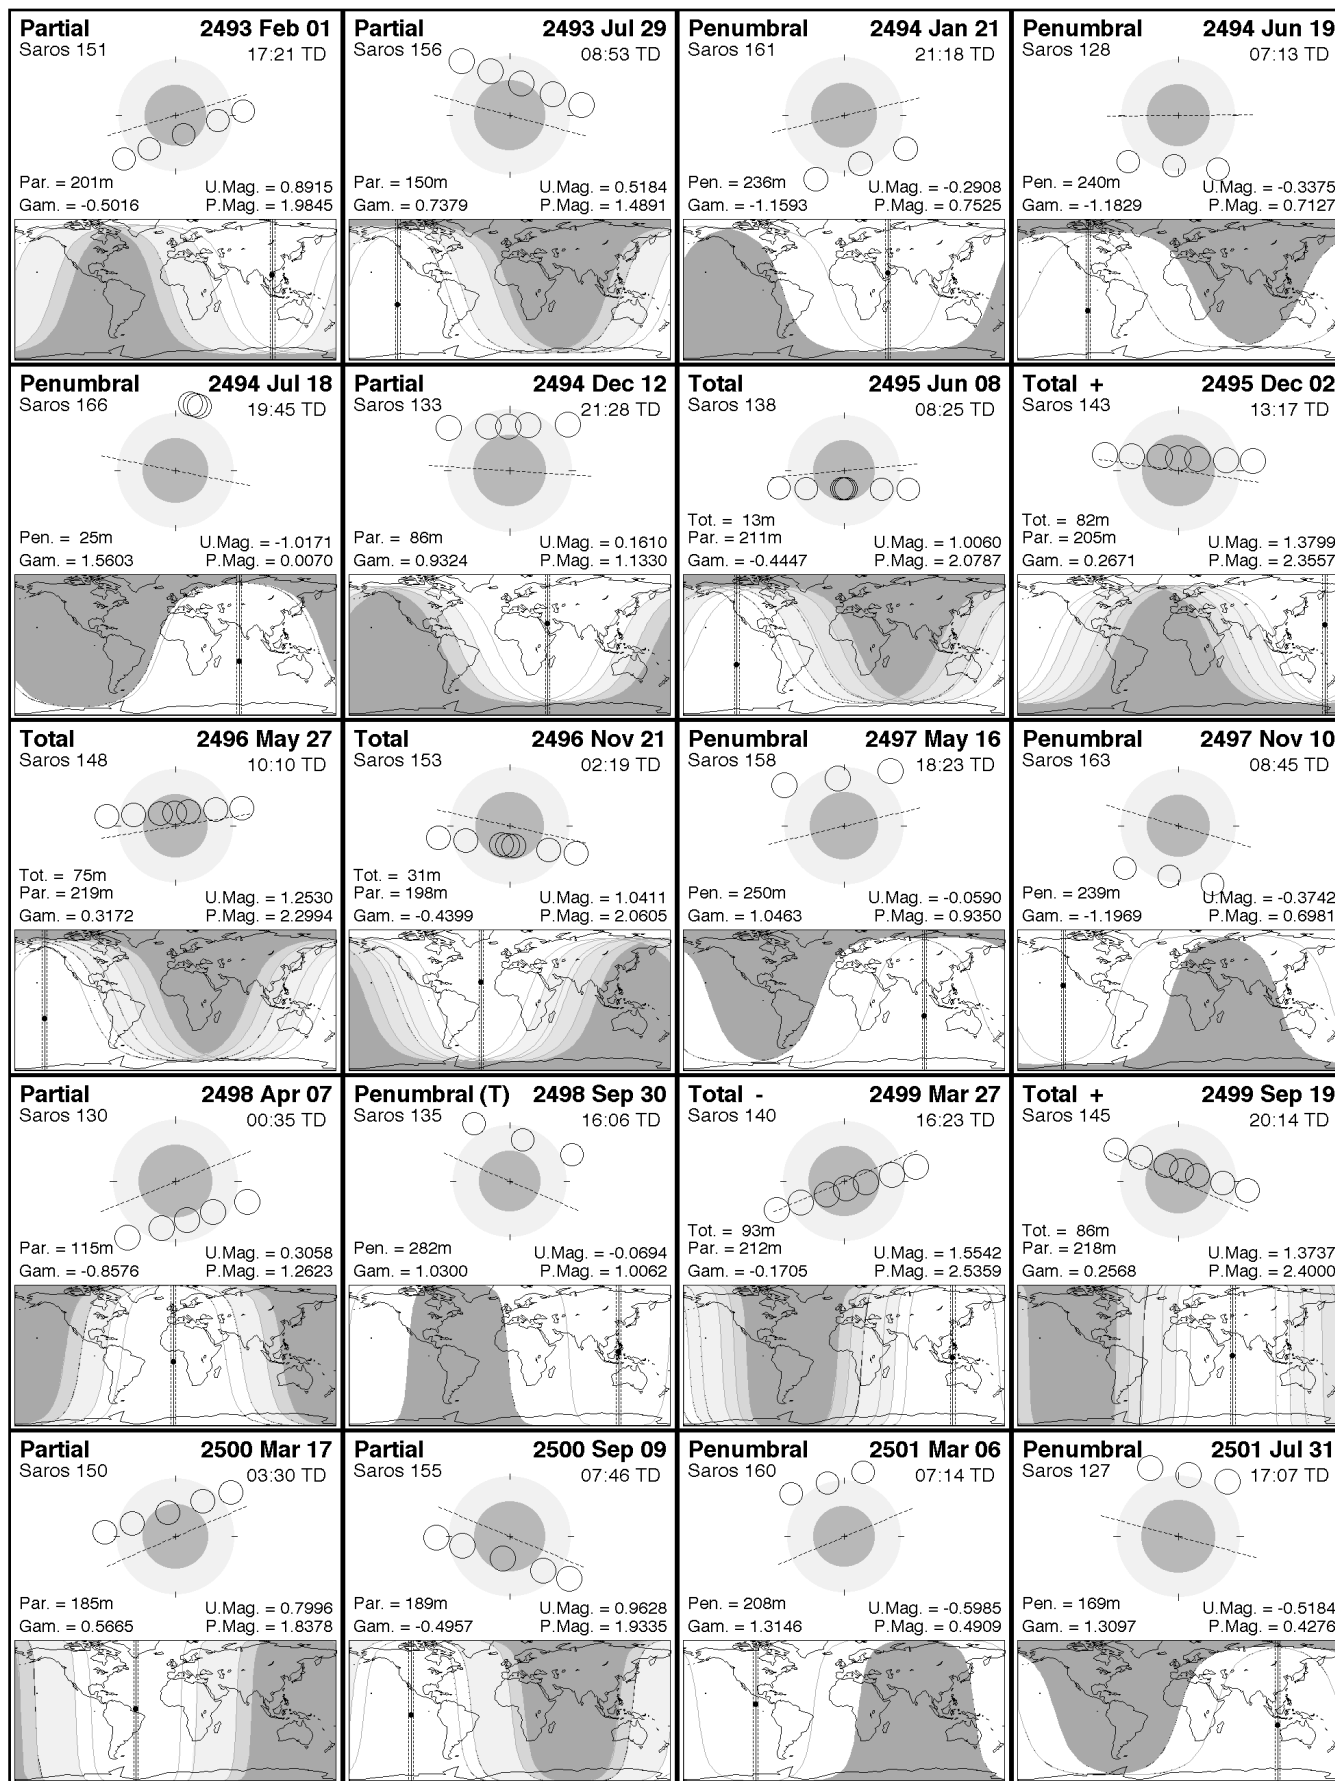 Partial 2493 Feb 01
Saros 151 17:21 TD
Par. = 201m U.Mag. = 0.8915
Gam. = -0.5016 P.Mag. = 1.9845
Partial 2493 Jul 29
Saros 156 08:53 TD
Par. = 150m U.Mag. = 0.5184
Gam. = 0.7379 P.Mag. = 1.4891
Penumbral 2494 Jan 21
Saros 161 21:18 TD
Pen. = 236m U.Mag. = -0.2908
Gam. = -1.1593 P.Mag. = 0.7525
Penumbral 2494 Jun 19
Saros 128 07:13 TD
Pen. = 240m U.Mag. = -0.3375
Gam. = -1.1829 P.Mag. = 0.7127
Penumbral 2494 Jul 18
Saros 166 19:45 TD
Pen. = 25m U.Mag. = -1.0171
Gam. = 1.5603 P.Mag. = 0.0070
Partial 2494 Dec 12
Saros 133 21:28 TD
Par. = 86m U.Mag. = 0.1610
Gam. = 0.9324 P.Mag. = 1.1330
Total 2495 Jun 08
Saros 138 08:25 TD
Tot. = 13m
Par. = 211m U.Mag. = 1.0060
Gam. = -0.4447 P.Mag. = 2.0787
Total + 2495 Dec 02
Saros 143 13:17 TD
Tot. = 82m
Par. = 205m U.Mag. = 1.3799
Gam. = 0.2671 P.Mag. = 2.3557
Total 2496 May 27
Saros 148 10:10 TD
Tot. = 75m
Par. = 219m U.Mag. = 1.2530
Gam. = 0.3172 P.Mag. = 2.2994
Total 2496 Nov 21
Saros 153 02:19 TD
Tot. = 31m
Par. = 198m U.Mag. = 1.0411
Gam. = -0.4399 P.Mag. = 2.0605
Penumbral 2497 May 16
Saros 158 18:23 TD
Pen. = 250m U.Mag. = -0.0590
Gam. = 1.0463 P.Mag. = 0.9350
Penumbral 2497 Nov 10
Saros 163 08:45 TD
Pen. = 239m U.Mag. = -0.3742
Gam. = -1.1969 P.Mag. = 0.6981
Partial 2498 Apr 07
Saros 130 00:35 TD
Par. = 115m U.Mag. = 0.3058
Gam. = -0.8576 P.Mag. = 1.2623
Penumbral (T) 2498 Sep 30
Saros 135 16:06 TD
Pen. = 282m U.Mag. = -0.0694
Gam. = 1.0300 P.Mag. = 1.0062
Total - 2499 Mar 27
Saros 140 16:23 TD
Tot. = 93m
Par. = 212m U.Mag. = 1.5542
Gam. = -0.1705 P.Mag. = 2.5359
Total + 2499 Sep 19
Saros 145 20:14 TD
Tot. = 86m
Par. = 218m U.Mag. = 1.3737
Gam. = 0.2568 P.Mag. = 2.4000
Partial 2500 Mar 17
Saros 150 03:30 TD
Par. = 185m U.Mag. = 0.7996
Gam. = 0.5665 P.Mag. = 1.8378
Partial 2500 Sep 09
Saros 155 07:46 TD
Par. = 189m U.Mag. = 0.9628
Gam. = -0.4957 P.Mag. = 1.9335
Penumbral 2501 Mar 06
Saros 160 07:14 TD
Pen. = 208m U.Mag. = -0.5985
Gam. = 1.3146 P.Mag. = 0.4909
Penumbral 2501 Jul 31
Saros 127 17:07 TD
Pen. = 169m U.Mag. = -0.5184
Gam. = 1.3097 P.Mag. = 0.4276